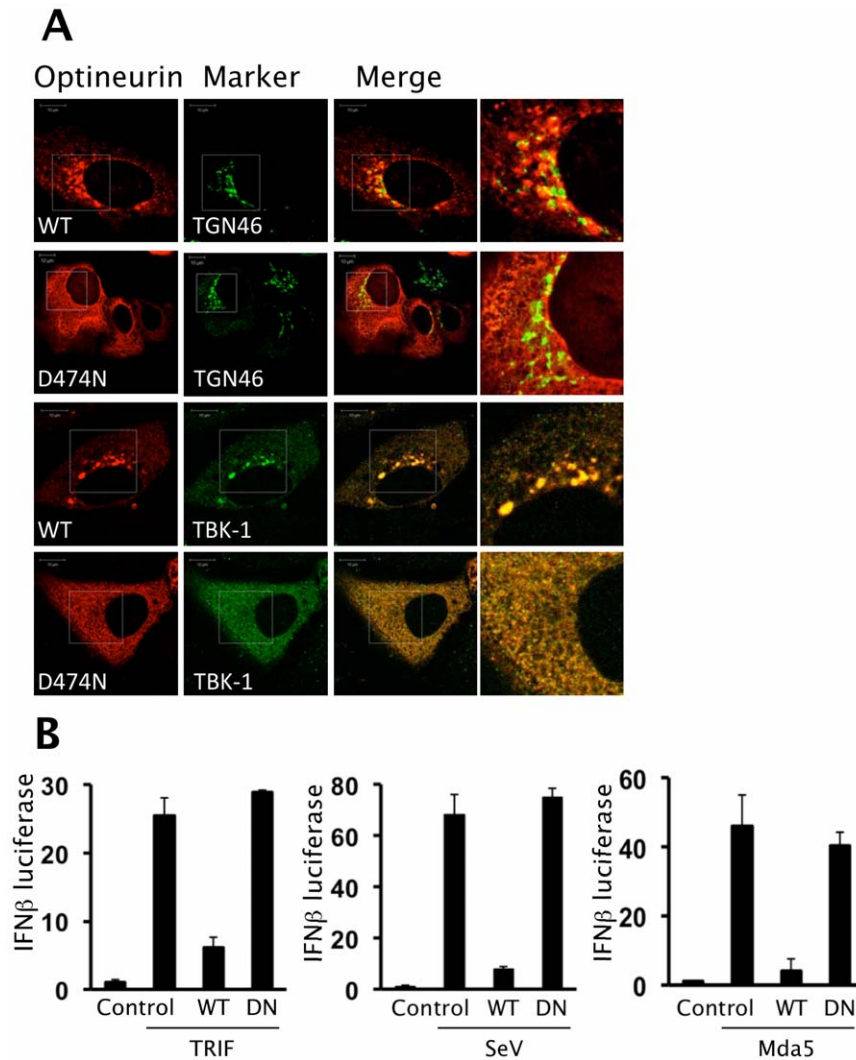 A
Optineurin Marker Merge
10 µm
WT TGN46
D474N TGN46
WT TBK-1
D474N TBK-1
B
IFNβ luciferase
30
20
10
0
Control WT DN
TRIF
IFNβ luciferase
80
60
40
20
0
Control WT DN
SeV
IFNβ luciferase
60
40
20
0
Control WT DN
Mda5